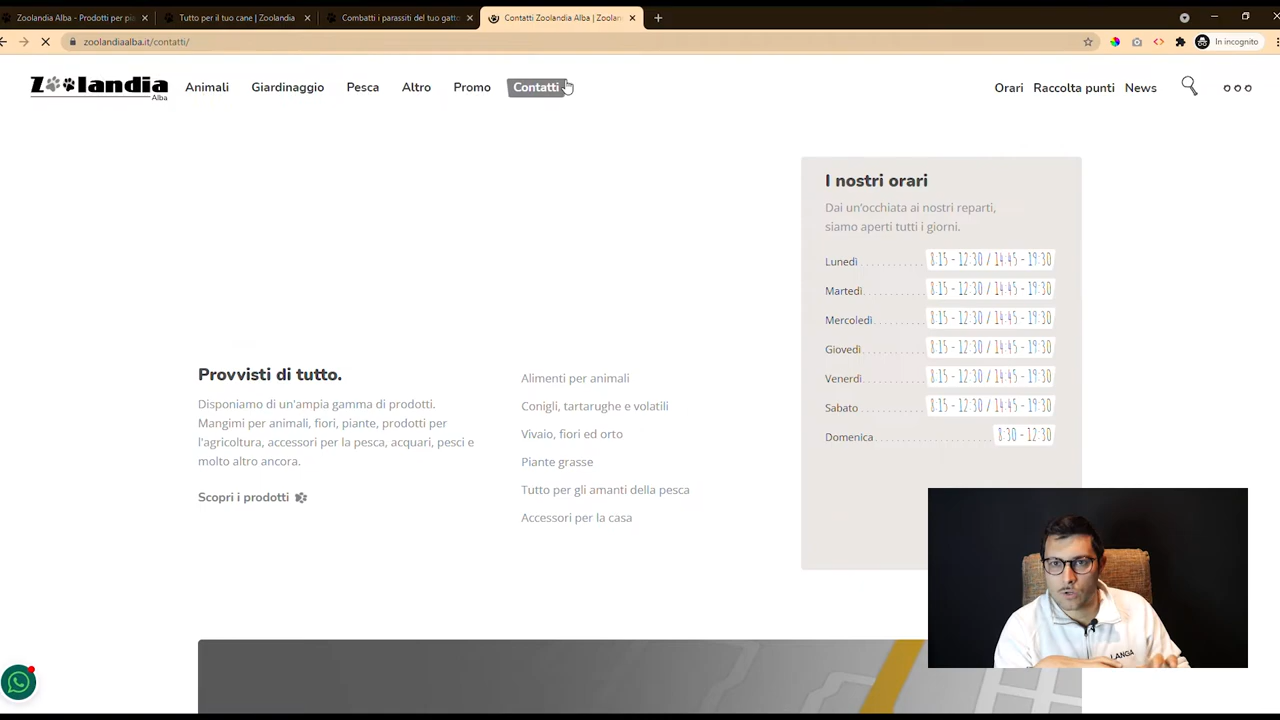 Zoolandia Alba - Prodotti per pia
Tutto per il tuo cane | Zoolandia
Combatti i parassiti del tuo gatto
Contatti Zoolandia Alba | Zoolan
zoolandiaalba.it/contatti/
In incognito
Zoolandia
Alba
Animali
Giardinaggio
Pesca
Altro
Promo
Contatti
Orari
Raccolta punti
News
I nostri orari
Dai un'occhiata ai nostri reparti,
siamo aperti tutti i giorni.
Lunedì 8:15 - 12:30 / 14:45 - 19:30
Martedì 8:15 - 12:30 / 14:45 - 19:30
Mercoledì 8:15 - 12:30 / 14:45 - 19:30
Giovedì 8:15 - 12:30 / 14:45 - 19:30
Venerdì 8:15 - 12:30 / 14:45 - 19:30
Sabato 8:15 - 12:30 / 14:45 - 19:30
Domenica 8:30 - 12:30
Provvisti di tutto.
Disponiamo di un'ampia gamma di prodotti.
Mangimi per animali, fiori, piante, prodotti per
l'agricoltura, accessori per la pesca, acquari, pesci e
molto altro ancora.
Scopri i prodotti
Alimenti per animali
Conigli, tartarughe e volatili
Vivaio, fiori ed orto
Piante grasse
Tutto per gli amanti della pesca
Accessori per la casa
LANGA